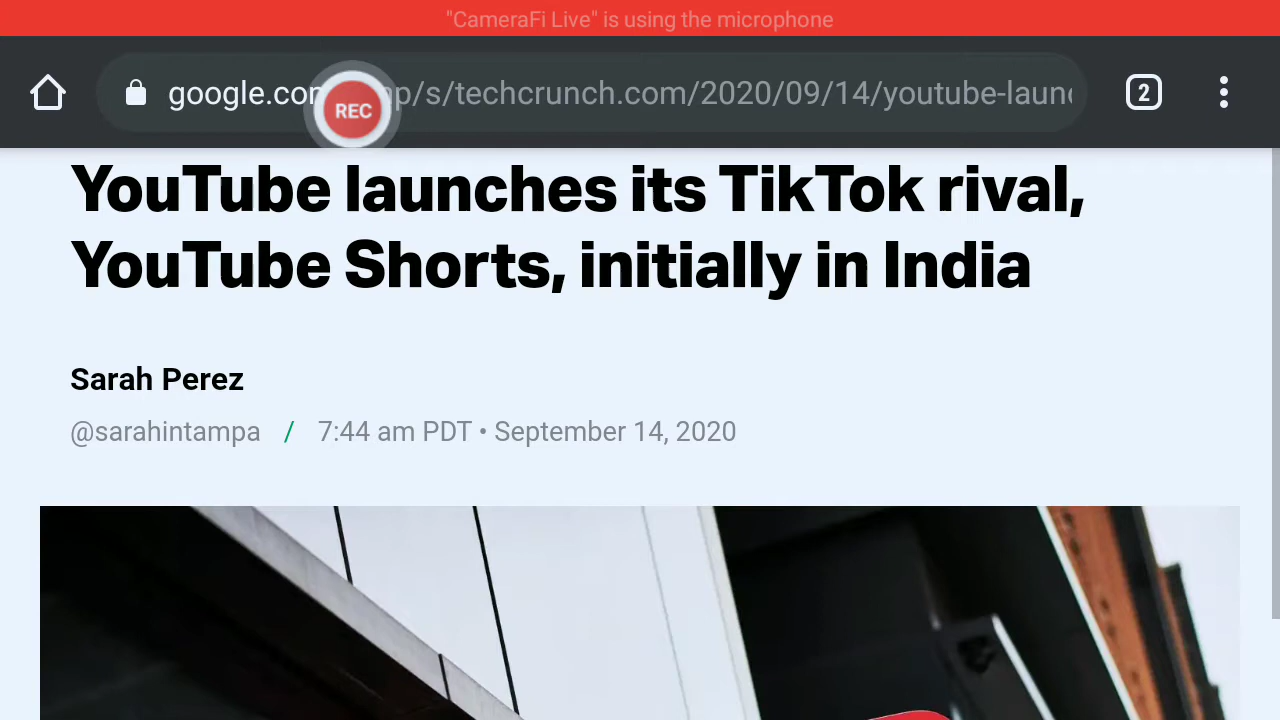 "CameraFi Live" is using the microphone
google.com
p/s/techcrunch.com/2020/09/14/youtube-laun
REC
2
YouTube launches its TikTok rival,
YouTube Shorts, initially in India
Sarah Perez
@sarahintampa / 7:44 am PDT • September 14, 2020